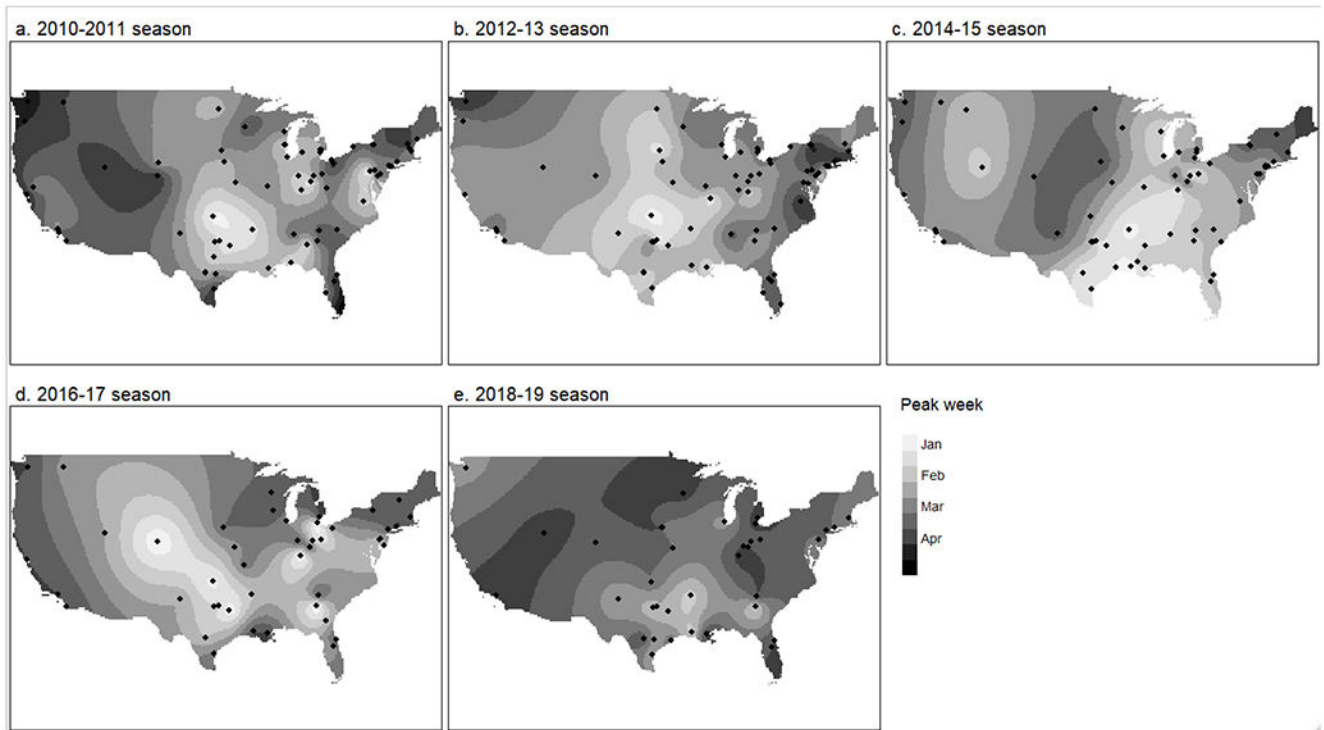 a. 2010-2011 season
b. 2012-13 season
c. 2014-15 season
d. 2016-17 season
e. 2018-19 season
Peak week
Jan
Feb
Mar
Apr